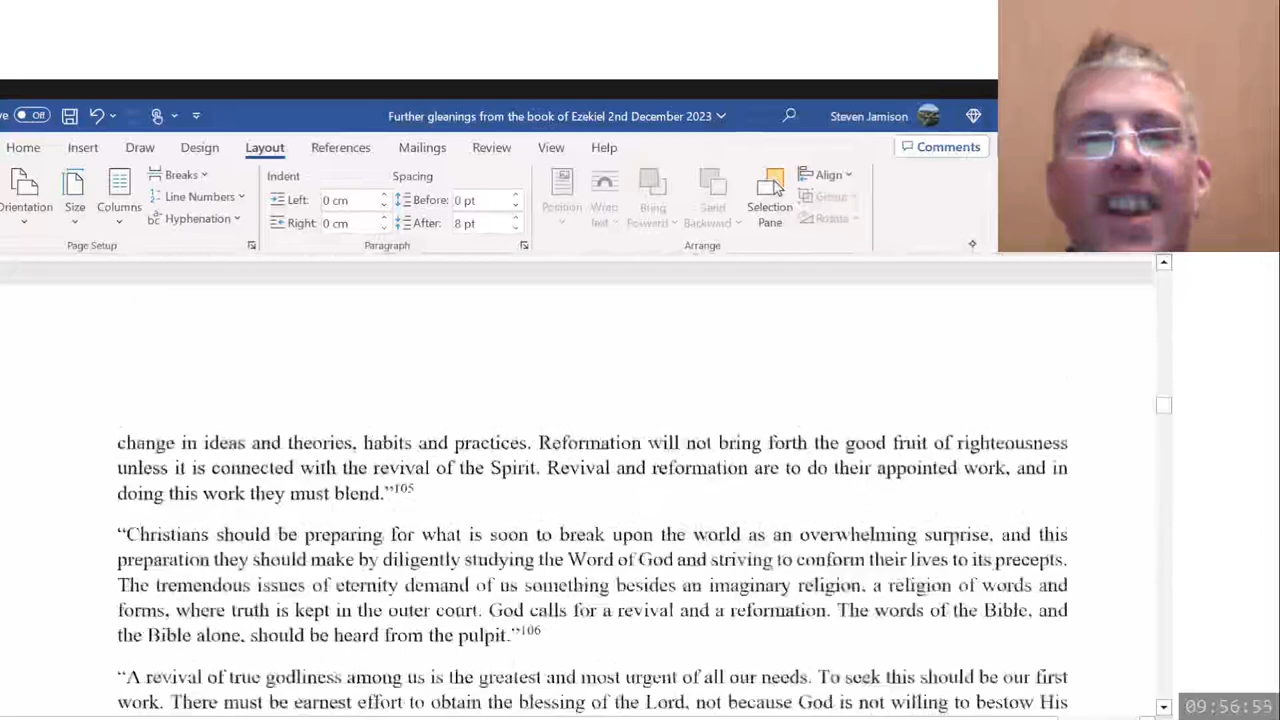 ve Off Further gleanings from the book of Ezekiel 2nd December 2023 Steven Jamison
Home Insert Draw Design Layout References Mailings Review View Help Comments
Orientation Size Columns Breaks Line Numbers Hyphenation
Indent Spacing
Left: 0 cm Before: 0 pt
Right: 0 cm After: 8 pt
Position Wrap Text Bring Forward Send Backward Selection Pane Align Group Rotate
Page Setup Paragraph Arrange
change in ideas and theories, habits and practices. Reformation will not bring forth the good fruit of righteousness
unless it is connected with the revival of the Spirit. Revival and reformation are to do their appointed work, and in
doing this work they must blend.”105
“Christians should be preparing for what is soon to break upon the world as an overwhelming surprise, and this
preparation they should make by diligently studying the Word of God and striving to conform their lives to its precepts.
The tremendous issues of eternity demand of us something besides an imaginary religion, a religion of words and
forms, where truth is kept in the outer court. God calls for a revival and a reformation. The words of the Bible, and
the Bible alone, should be heard from the pulpit.”106
“A revival of true godliness among us is the greatest and most urgent of all our needs. To seek this should be our first
work. There must be earnest effort to obtain the blessing of the Lord, not because God is not willing to bestow His
09:56:55